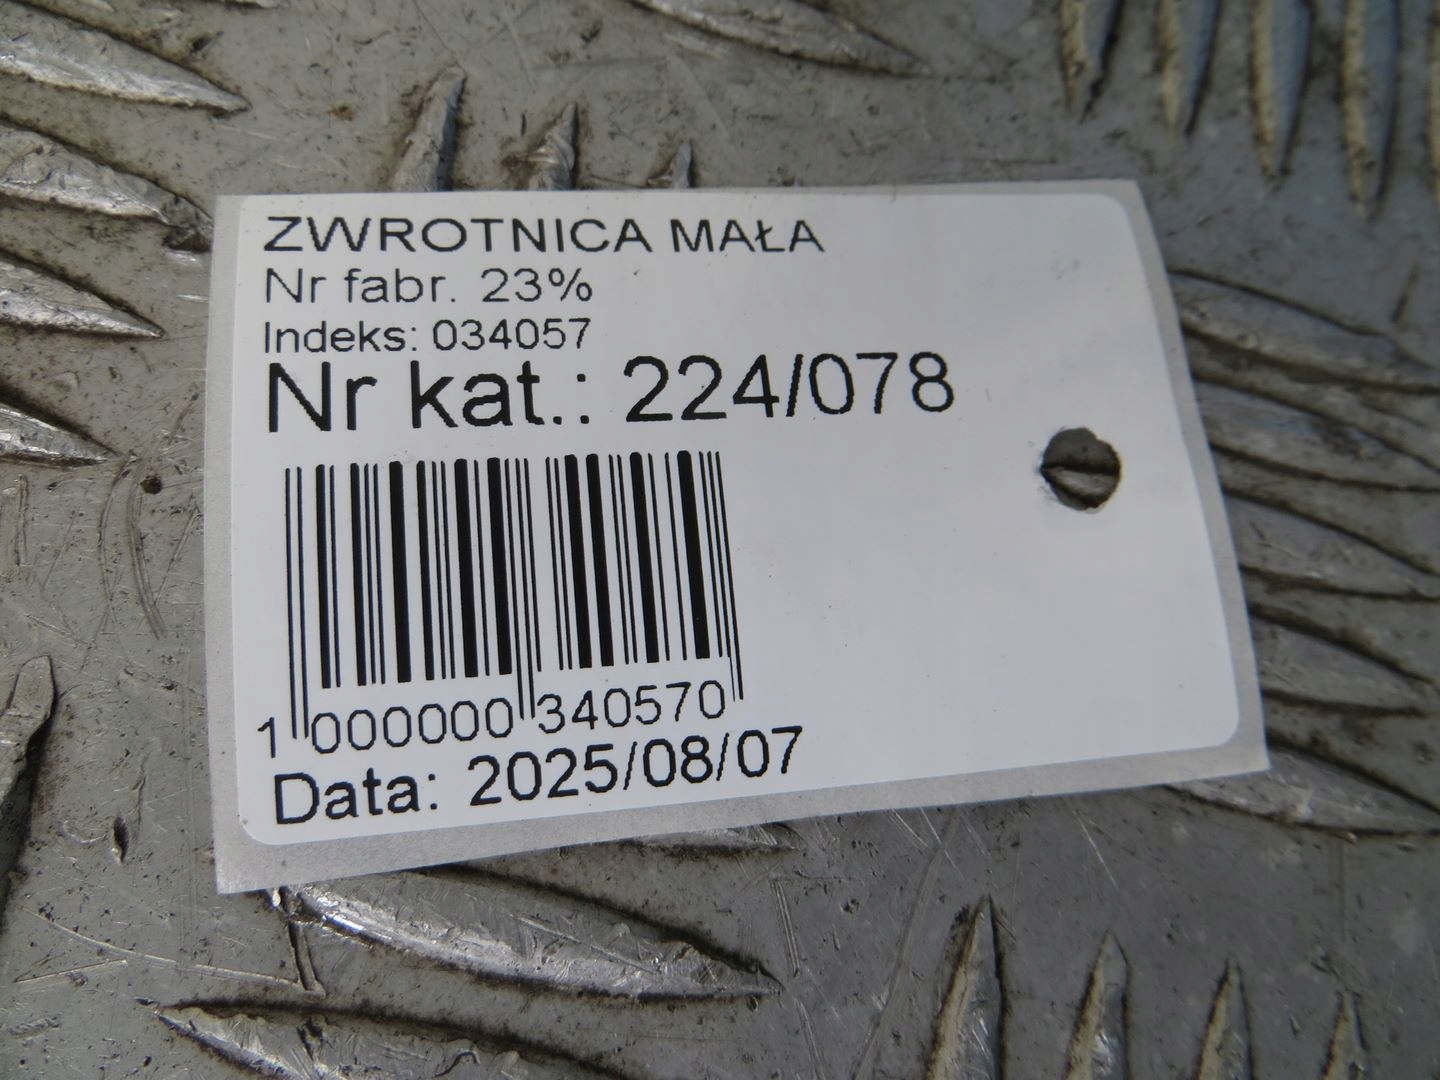 ZWROTNICA MAŁA
Nr fabr. 23%
Indeks: 034057
Nr kat.: 224/078
1 000000 340570
Data: 2025/08/07